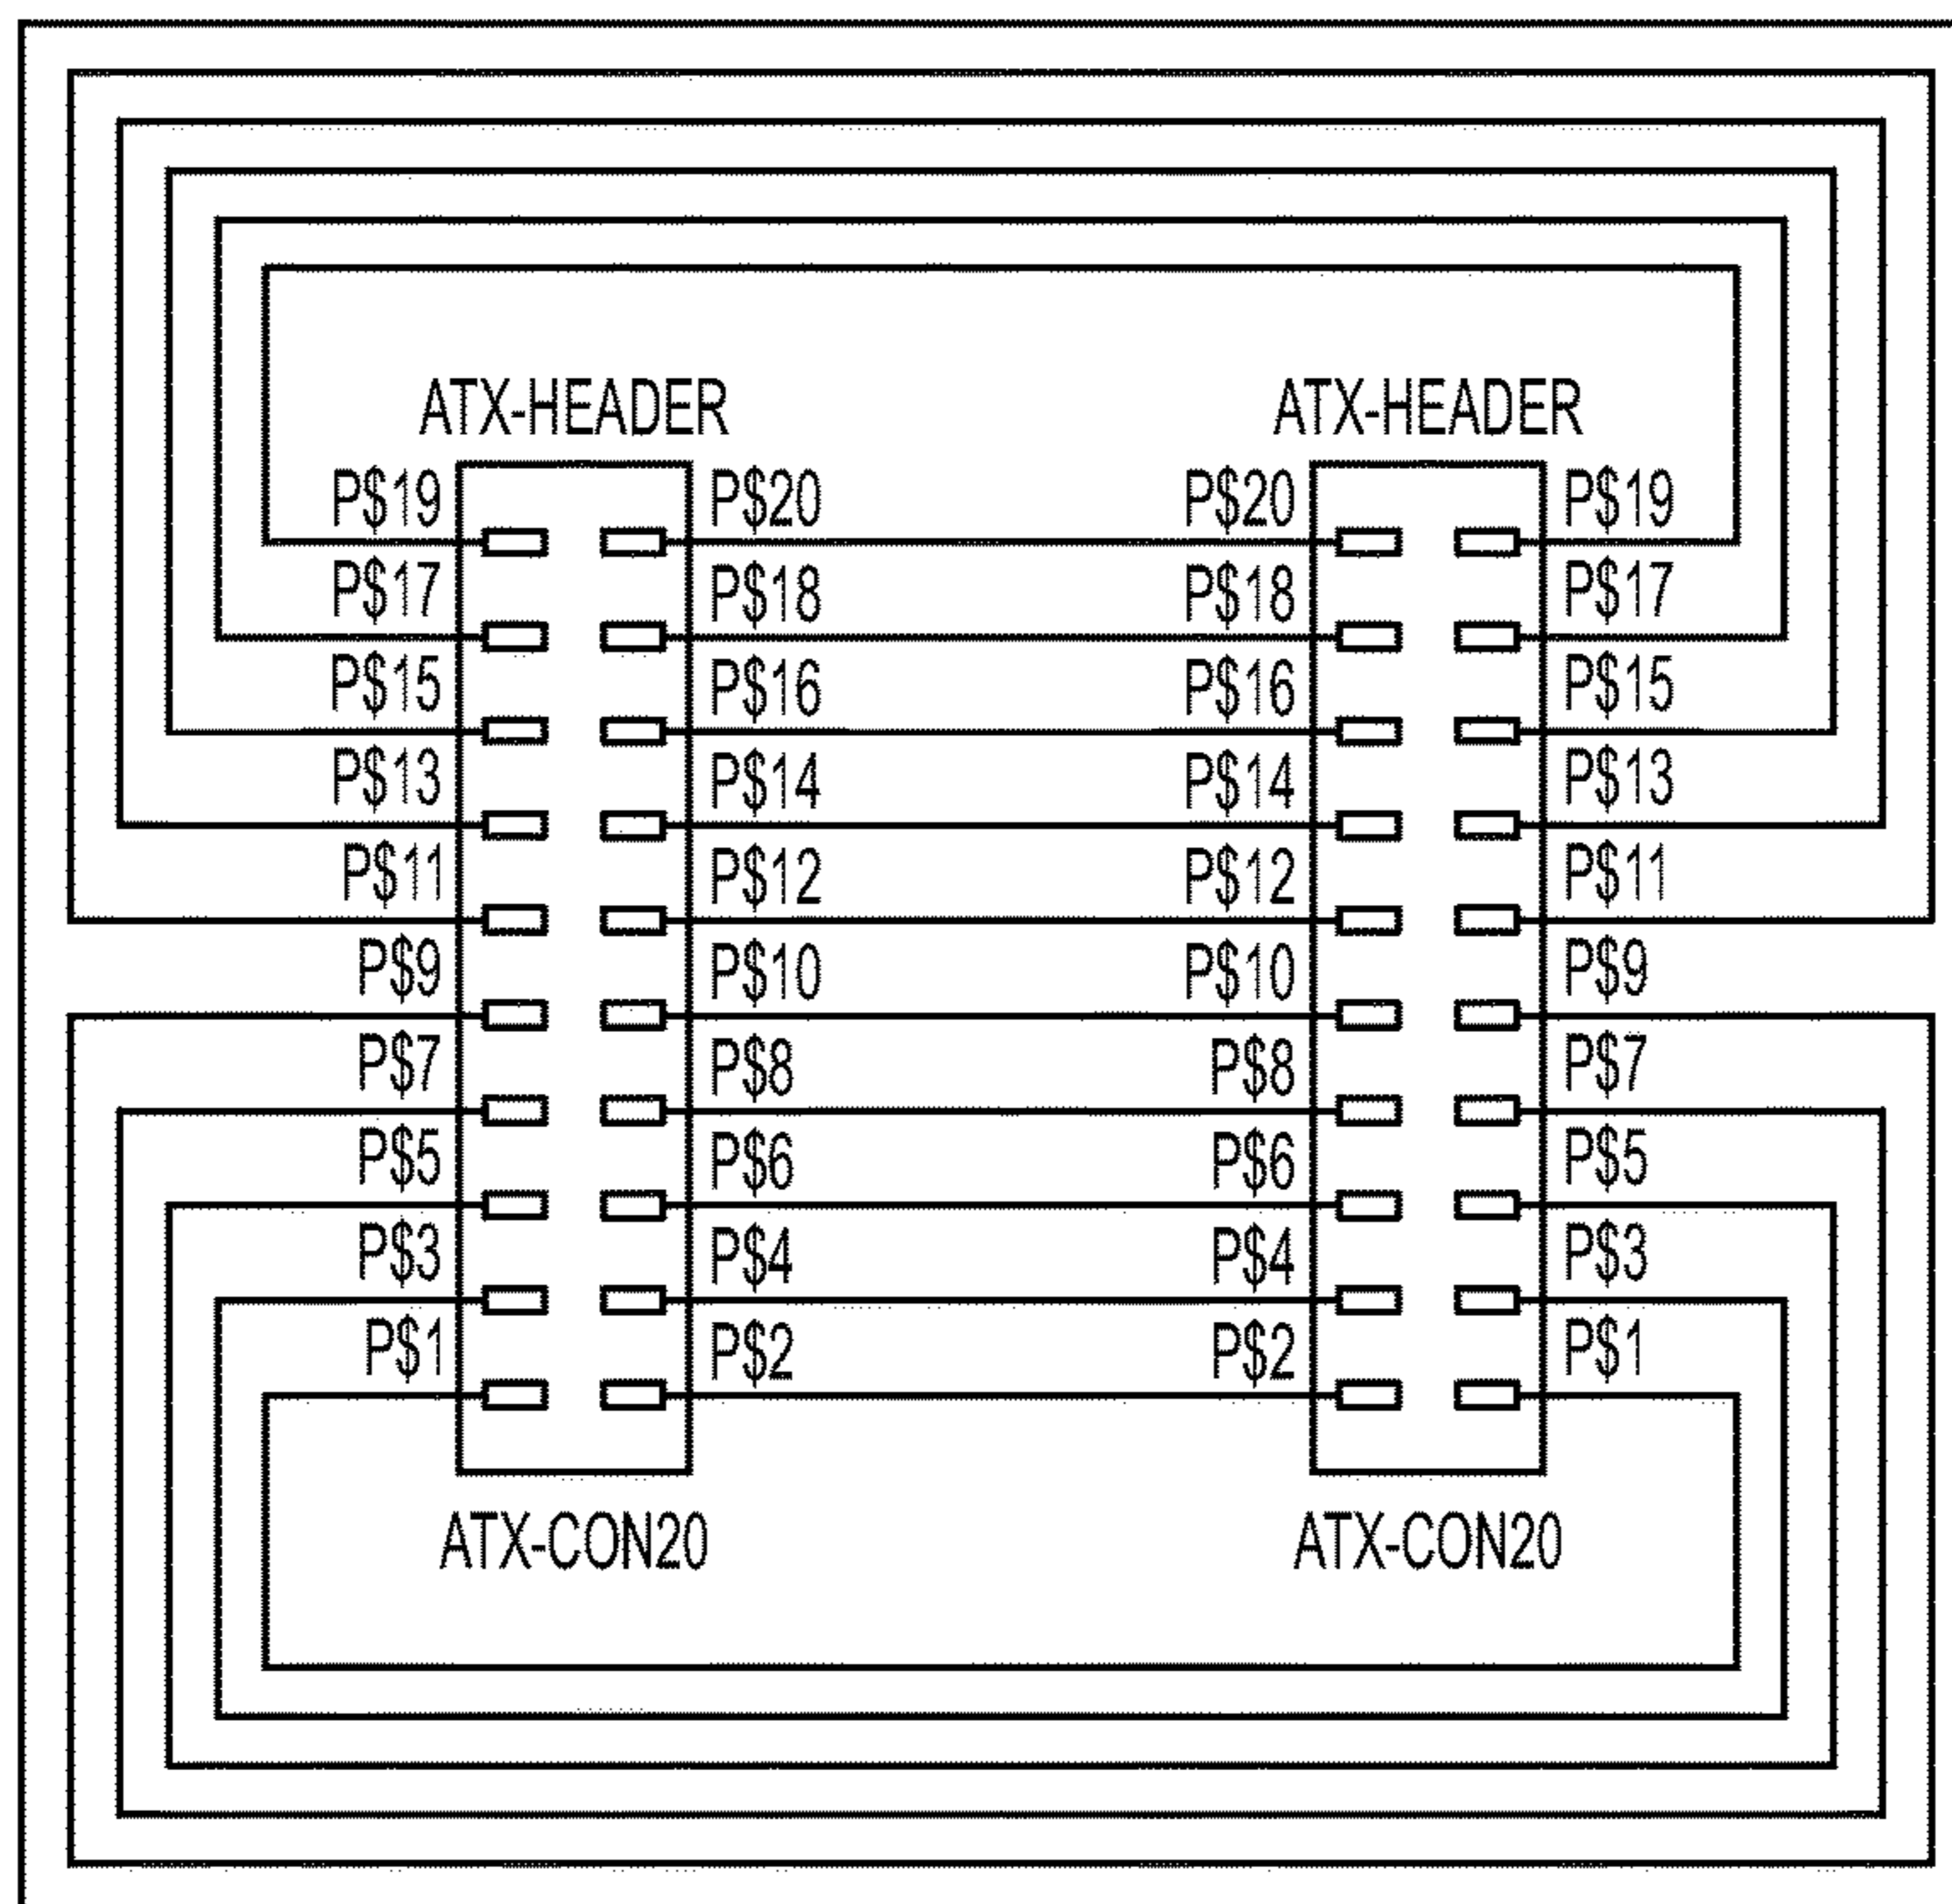 ATX-HEADER ATX-HEADER
P$19 P$20 P$20 P$19
P$17 P$18 P$18 P$17
P$15 P$16 P$16 P$15
P$13 P$14 P$14 P$13
P$11 P$12 P$12 P$11
P$9 P$10 P$10 P$9
P$7 P$8 P$8 P$7
P$5 P$6 P$6 P$5
P$3 P$4 P$4 P$3
P$1 P$2 P$2 P$1
ATX-CON20 ATX-CON20